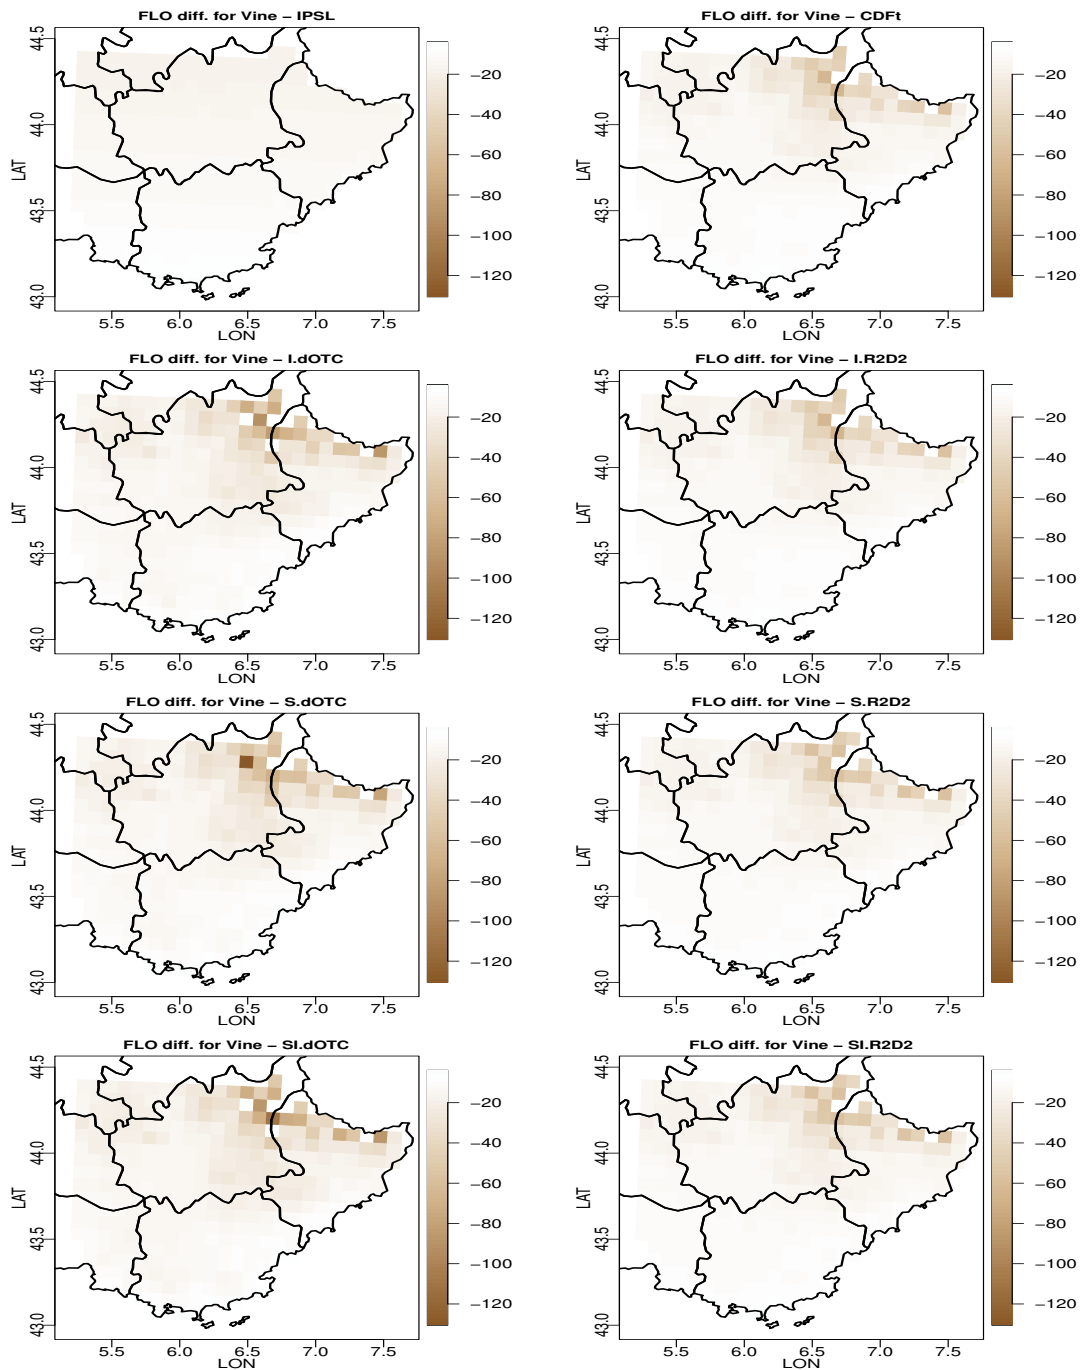 FLO diff. for Vine − IPSL
LAT
44.5
44.0
43.5
43.0
5.5 6.0 6.5 7.0 7.5
LON
−20
−40
−60
−80
−100
−120
FLO diff. for Vine − CDFt
LAT
44.5
44.0
43.5
43.0
5.5 6.0 6.5 7.0 7.5
LON
−20
−40
−60
−80
−100
−120
FLO diff. for Vine − I.dOTC
LAT
44.5
44.0
43.5
43.0
5.5 6.0 6.5 7.0 7.5
LON
−20
−40
−60
−80
−100
−120
FLO diff. for Vine − I.R2D2
LAT
44.5
44.0
43.5
43.0
5.5 6.0 6.5 7.0 7.5
LON
−20
−40
−60
−80
−100
−120
FLO diff. for Vine − S.dOTC
LAT
44.5
44.0
43.5
43.0
5.5 6.0 6.5 7.0 7.5
LON
−20
−40
−60
−80
−100
−120
FLO diff. for Vine − S.R2D2
LAT
44.5
44.0
43.5
43.0
5.5 6.0 6.5 7.0 7.5
LON
−20
−40
−60
−80
−100
−120
FLO diff. for Vine − SI.dOTC
LAT
44.5
44.0
43.5
43.0
5.5 6.0 6.5 7.0 7.5
LON
−20
−40
−60
−80
−100
−120
FLO diff. for Vine − SI.R2D2
LAT
44.5
44.0
43.5
43.0
5.5 6.0 6.5 7.0 7.5
LON
−20
−40
−60
−80
−100
−120